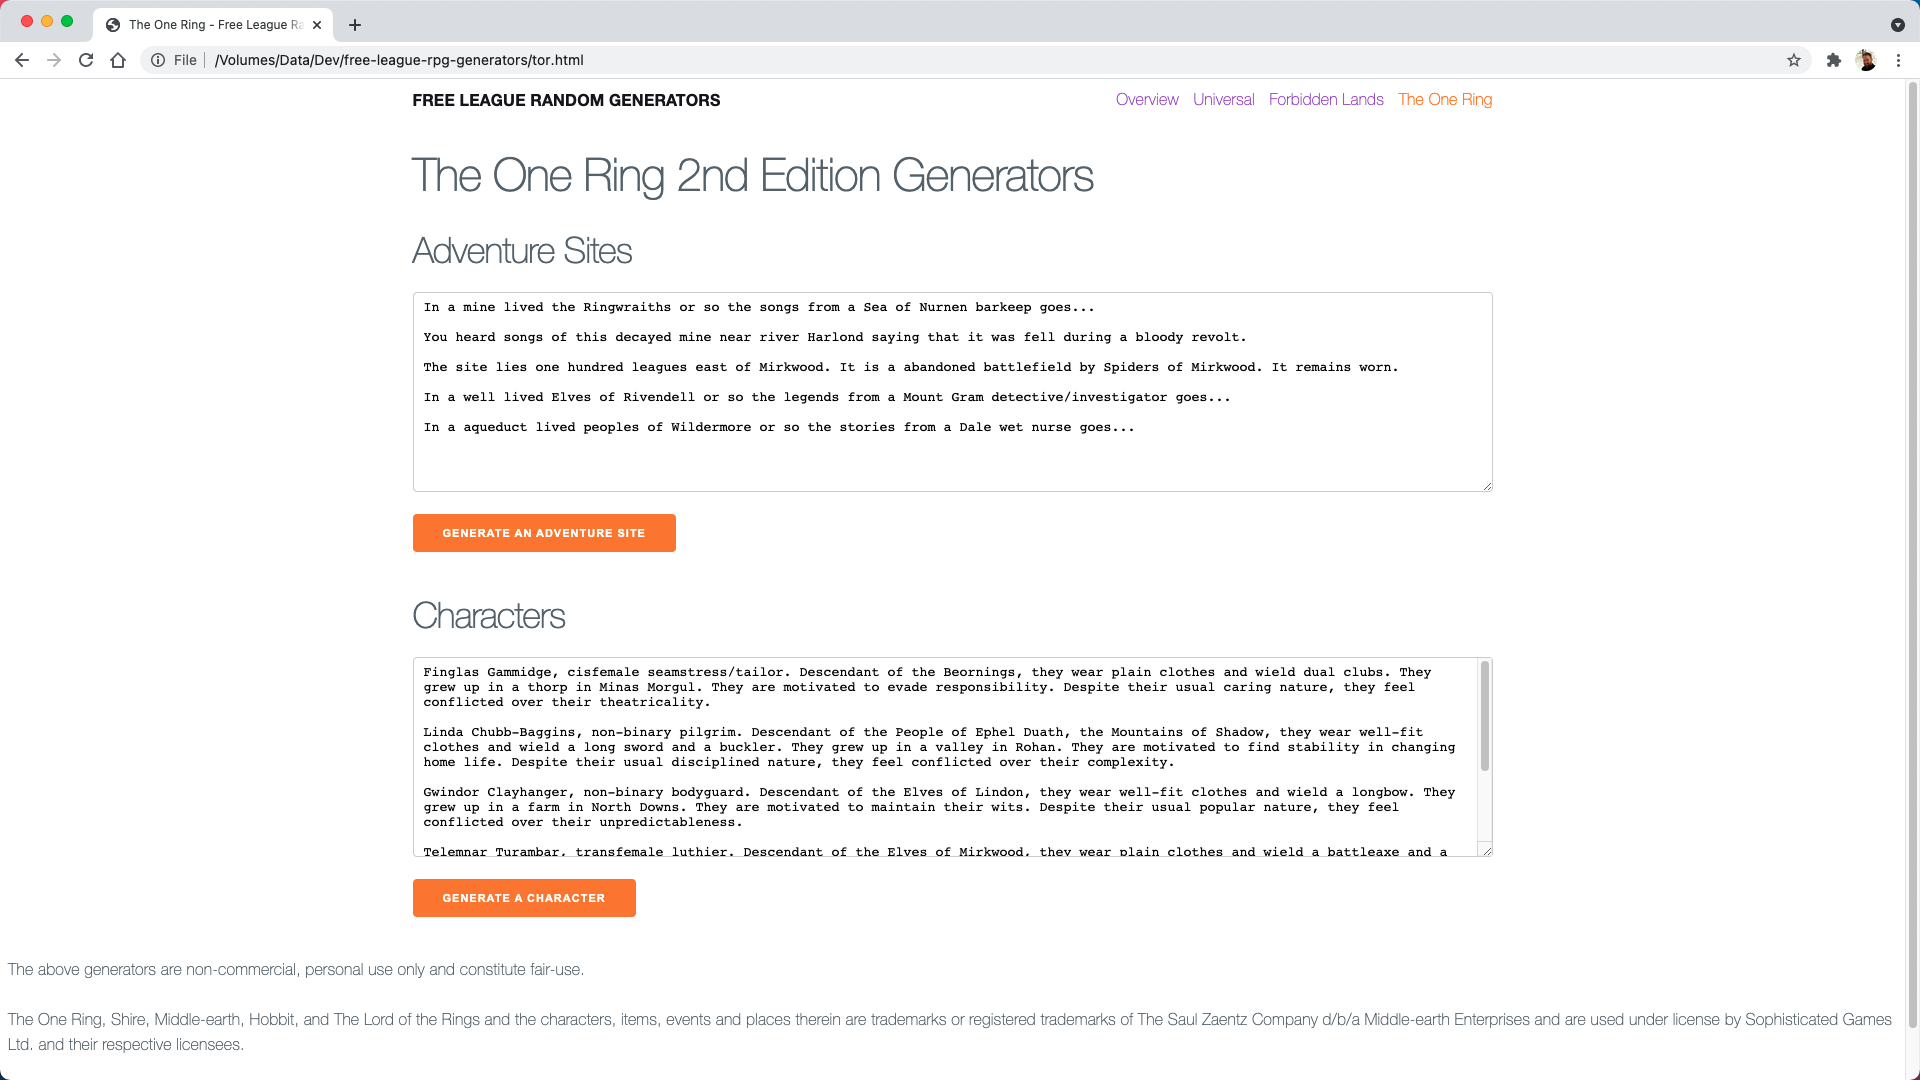 The One Ring - Free League Ra
File /Volumes/Data/Dev/free-league-rpg-generators/tor.html
FREE LEAGUE RANDOM GENERATORS
Overview Universal Forbidden Lands The One Ring
The One Ring 2nd Edition Generators
Adventure Sites
In a mine lived the Ringwraiths or so the songs from a Sea of Nurnen barkeep goes...
You heard songs of this decayed mine near river Harlond saying that it was fell during a bloody revolt.
The site lies one hundred leagues east of Mirkwood. It is a abandoned battlefield by Spiders of Mirkwood. It remains worn.
In a well lived Elves of Rivendell or so the legends from a Mount Gram detective/investigator goes...
In a aqueduct lived peoples of Wildermore or so the stories from a Dale wet nurse goes...
GENERATE AN ADVENTURE SITE
Characters
Finglas Gammidge, cisfemale seamstress/tailor. Descendant of the Beornings, they wear plain clothes and wield dual clubs. They
grew up in a thorp in Minas Morgul. They are motivated to evade responsibility. Despite their usual caring nature, they feel
conflicted over their theatricality.
Linda Chubb-Baggins, non-binary pilgrim. Descendant of the People of Ephel Duath, the Mountains of Shadow, they wear well-fit
clothes and wield a long sword and a buckler. They grew up in a valley in Rohan. They are motivated to find stability in changing
home life. Despite their usual disciplined nature, they feel conflicted over their complexity.
Gwindor Clayhanger, non-binary bodyguard. Descendant of the Elves of Lindon, they wear well-fit clothes and wield a longbow. They
grew up in a farm in North Downs. They are motivated to maintain their wits. Despite their usual popular nature, they feel
conflicted over their unpredictableness.
Telemnar Turambar, transfemale luthier. Descendant of the Elves of Mirkwood, they wear plain clothes and wield a battleaxe and a
GENERATE A CHARACTER
The above generators are non-commercial, personal use only and constitute fair-use.
The One Ring, Shire, Middle-earth, Hobbit, and The Lord of the Rings and the characters, items, events and places therein are trademarks or registered trademarks of The Saul Zaentz Company d/b/a Middle-earth Enterprises and are used under license by Sophisticated Games
Ltd. and their respective licensees.